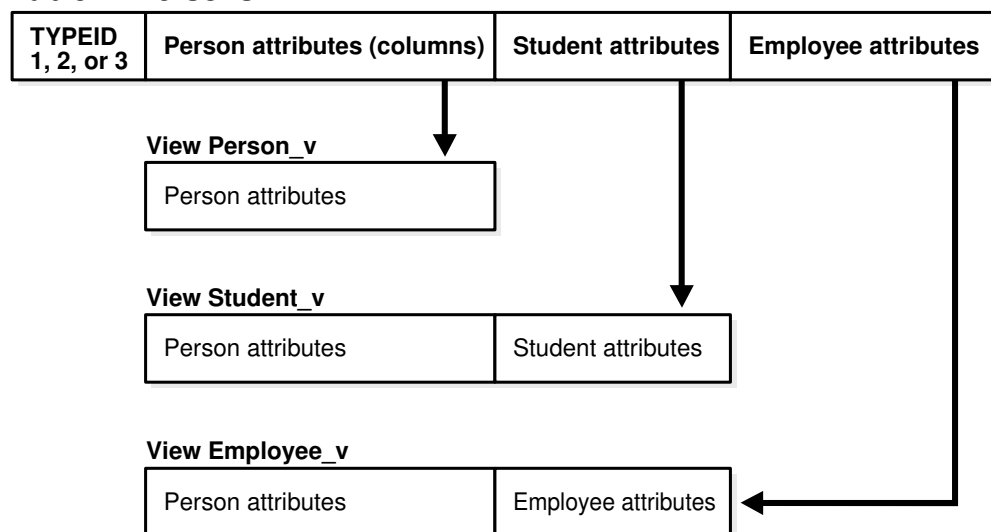 TYPEID
1, 2, or 3
Person attributes (columns)
Student attributes
Employee attributes
View Person_v
Person attributes
View Student_v
Person attributes
Student attributes
View Employee_v
Person attributes
Employee attributes